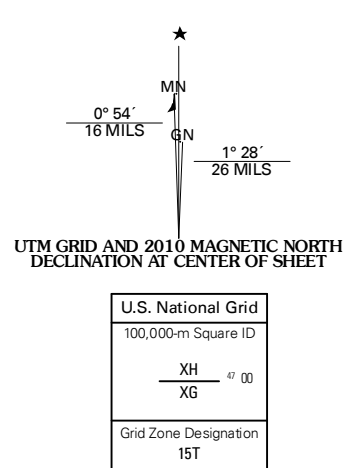 ★
MN
0° 54´
16 MILS
GN
1° 28´
26 MILS
UTM GRID AND 2010 MAGNETIC NORTH
DECLINATION AT CENTER OF SHEET
U.S. National Grid
100,000-m Square ID
XH
47 00
XG
Grid Zone Designation
15T